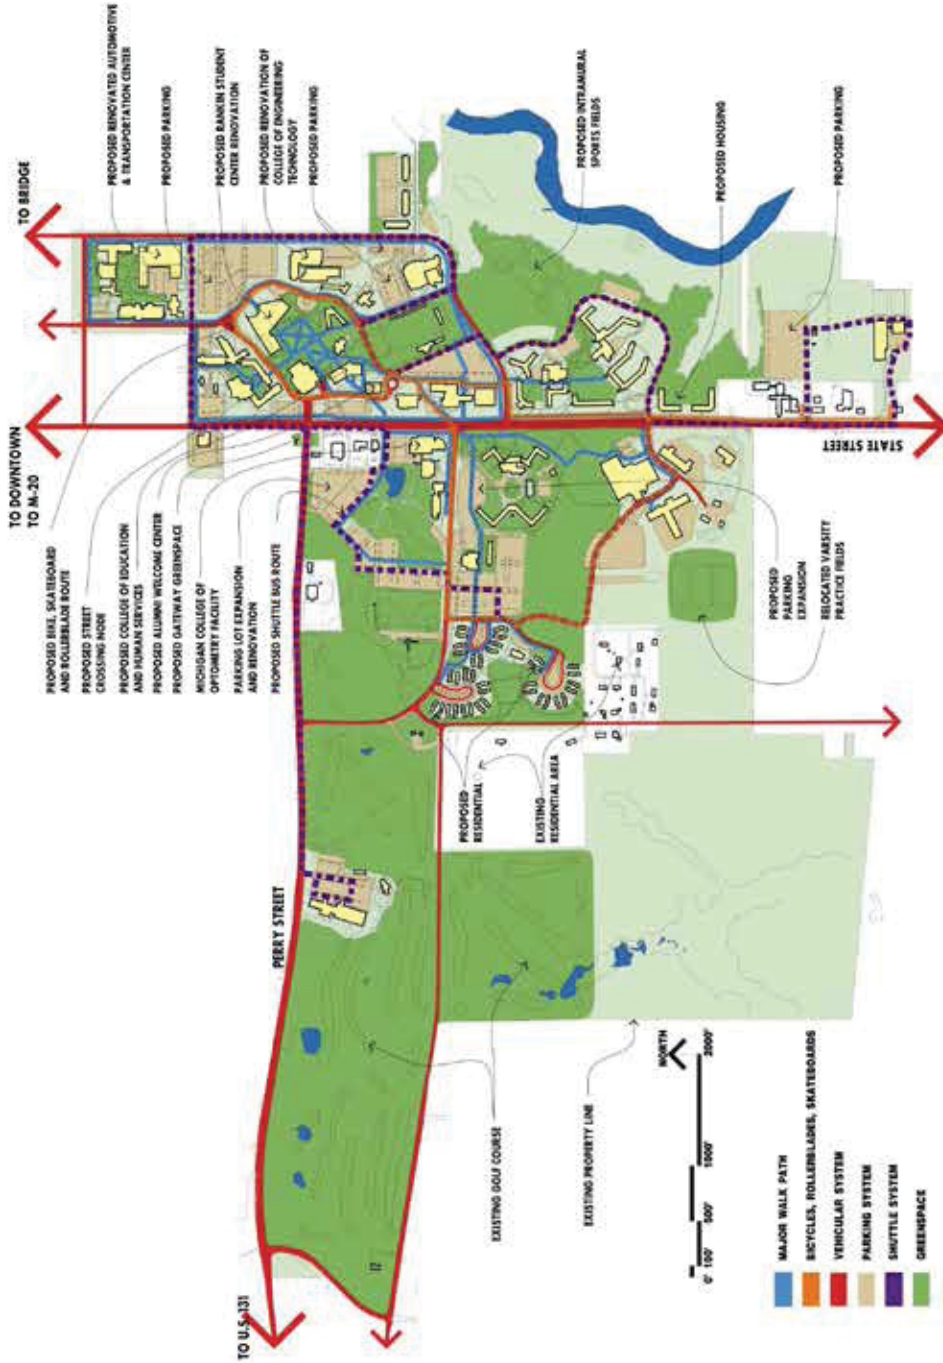 TO DOWNTOWN
TO M-20
TO BRIDGE
PROPOSED RENOVATED AUTOMOTIVE
& TRANSPORTATION CENTER
PROPOSED PARKING
PROPOSED RANKIN STUDENT
CENTER RENOVATION
PROPOSED RENOVATION OF
COLLEGE OF ENGINEERING
TECHNOLOGY
PROPOSED PARKING
PROPOSED INTRAMURAL
SPORTS FIELDS
PROPOSED HOUSING
PROPOSED PARKING
PROPOSED BIKE, SKATEBOARD
AND ROLLERBLADE ROUTE
PROPOSED STREET
CROSSING NODE
PROPOSED COLLEGE OF EDUCATION
AND HUMAN SERVICES
PROPOSED ALUMNI WELCOME CENTER
PROPOSED GATEWAY GREENSPACE
MICHIGAN COLLEGE OF
OPTOMETRY FACILITY
PARKING LOT EXPANSION
AND RENOVATION
PROPOSED SHUTTLE BUS ROUTE
STATE STREET
PROPOSED
PARKING
EXPANSION
RELOCATED VARSITY
PRACTICE FIELDS
PROPOSED
RESIDENTIAL
EXISTING
RESIDENTIAL AREA
PERRY STREET
TO U.S. 131
EXISTING GOLF COURSE
EXISTING PROPERTY LINE
NORTH
0' 100' 500' 1000' 2000'
MAJOR WALK PATH
BICYCLES, ROLLERBLADES, SKATEBOARDS
VEHICULAR SYSTEM
PARKING SYSTEM
SHUTTLE SYSTEM
GREENSPACE